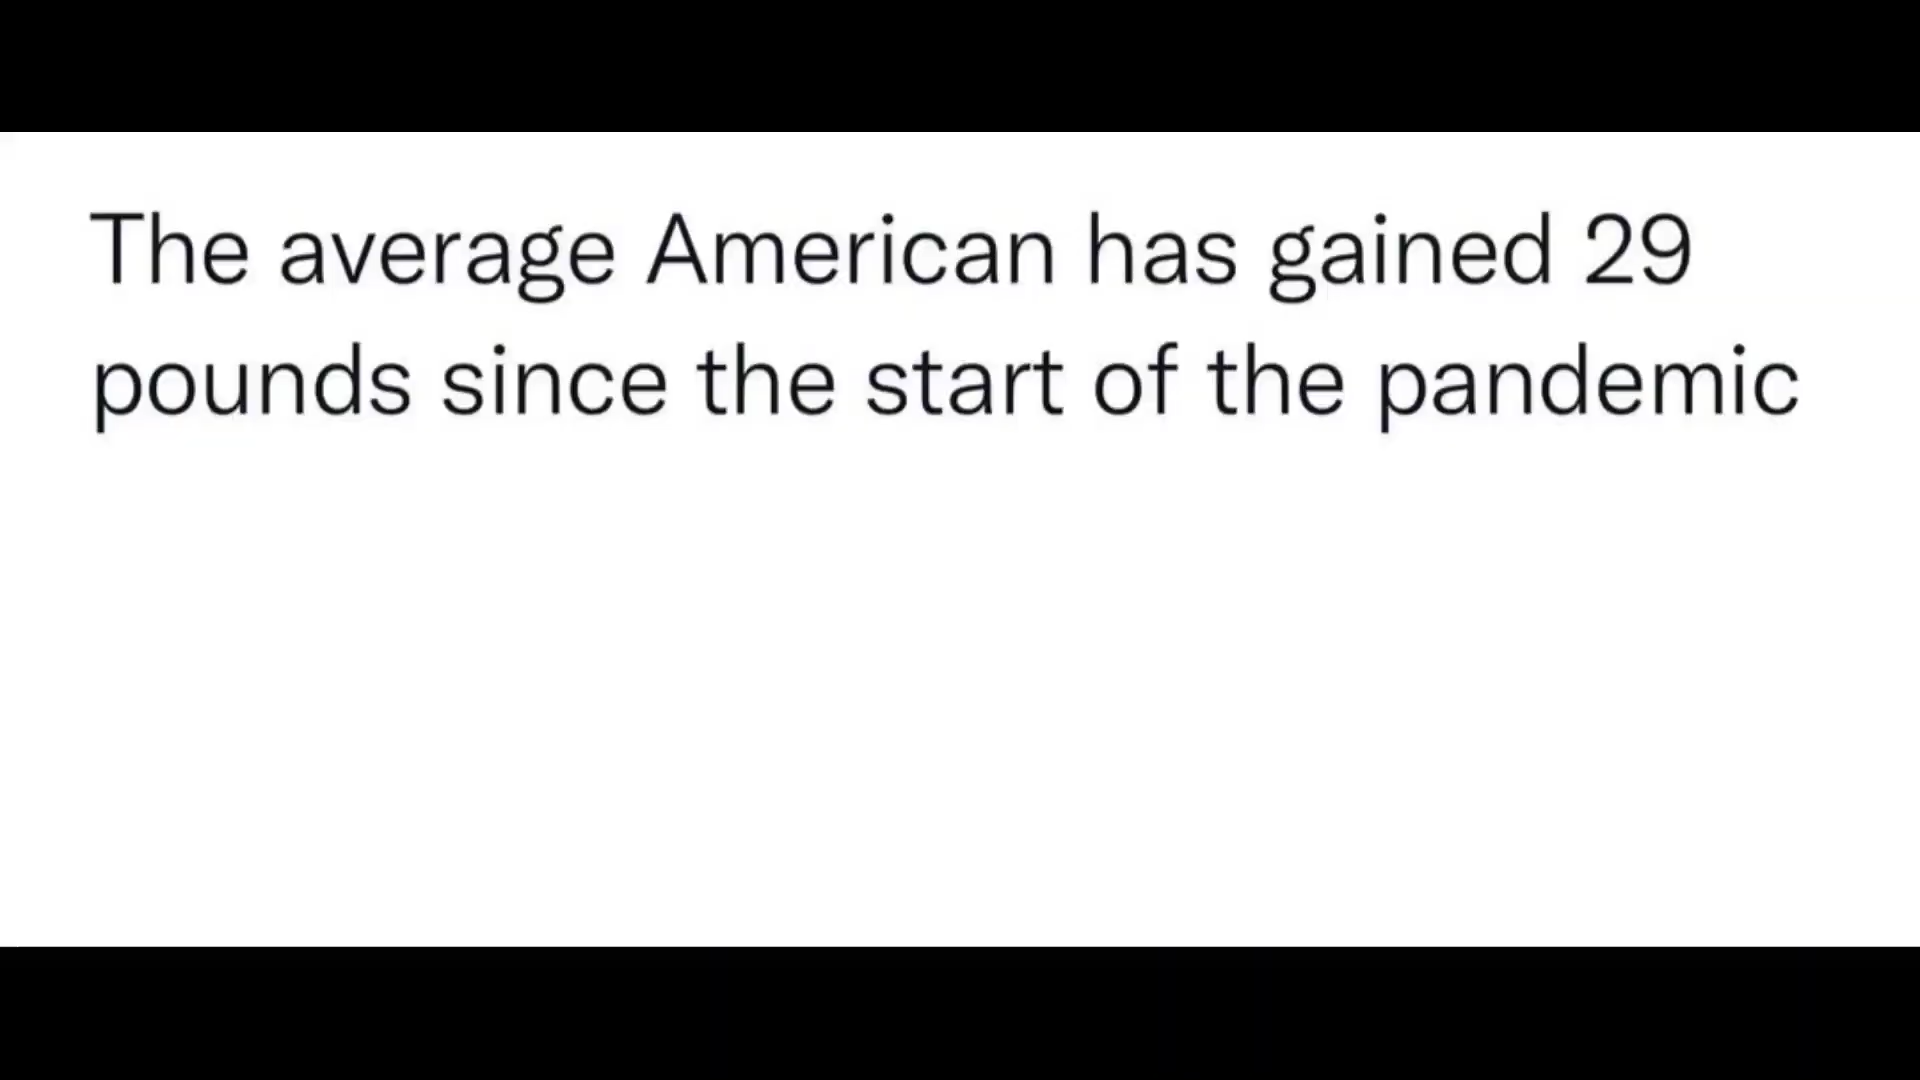 The average American has gained 29
pounds since the start of the pandemic